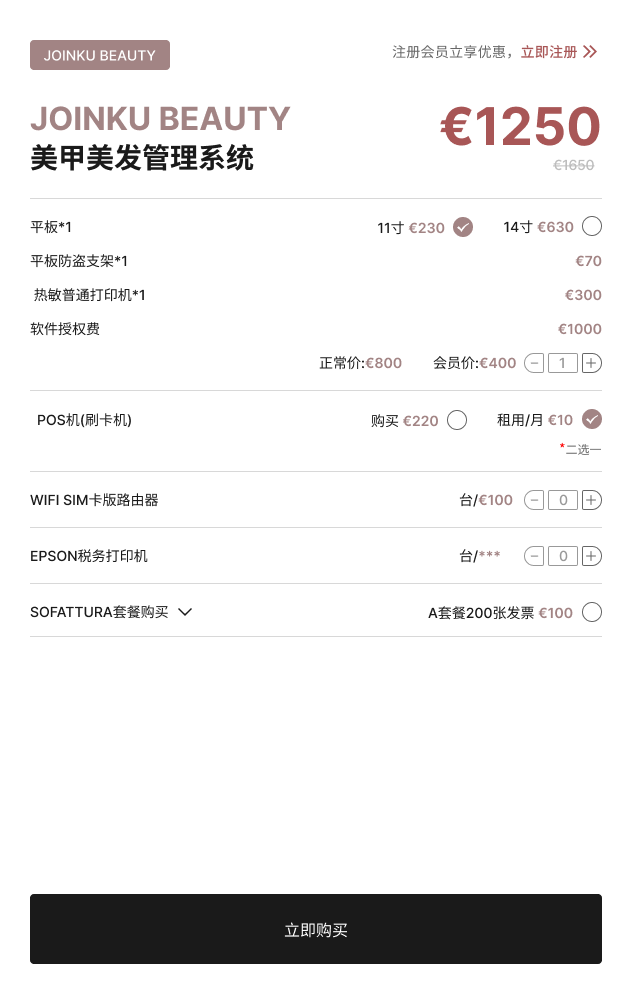 JOINKU BEAUTY
注册会员立享优惠，立即注册
JOINKU BEAUTY
美甲美发管理系统
€1250
€1650
平板*1 11寸 €230 14寸 €630
平板防盗支架*1 €70
热敏普通打印机*1 €300
软件授权费 €1000
正常价:€800 会员价:€400 − 1 +
POS机(刷卡机) 购买 €220 租用/月 €10
*二选一
WIFI SIM卡版路由器 台/€100 − 0 +
EPSON税务打印机 台/*** − 0 +
SOFATTURA套餐购买 A套餐200张发票 €100
立即购买